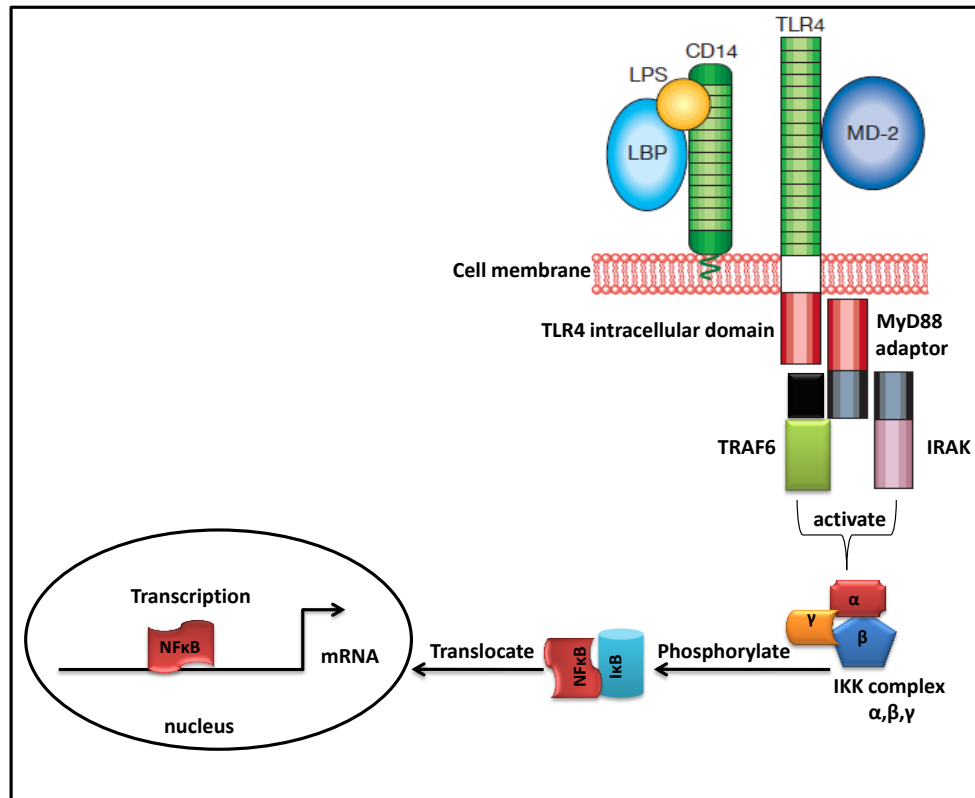 TLR4
CD14
LPS
LBP
MD-2
Cell membrane
TLR4 intracellular domain
MyD88
adaptor
TRAF6
IRAK
activate
α
γ
β
IKK complex
α,β,γ
Phosphorylate
NFκB
IκB
Translocate
Transcription
NFκB
mRNA
nucleus